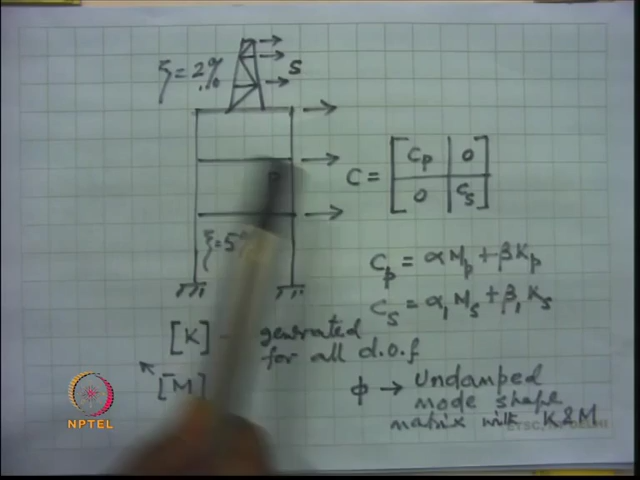 ξ = 2%
S
C = [ Cp | 0 ]
[ 0 | Cs ]
ξ = 5%
Cp = αMp + βKp
Cs = α₁Ms + β₁Ks
[K] generated
for all d.o.f
[M]
ϕ → Undamped
mode shape
matrix with K & M
NPTEL